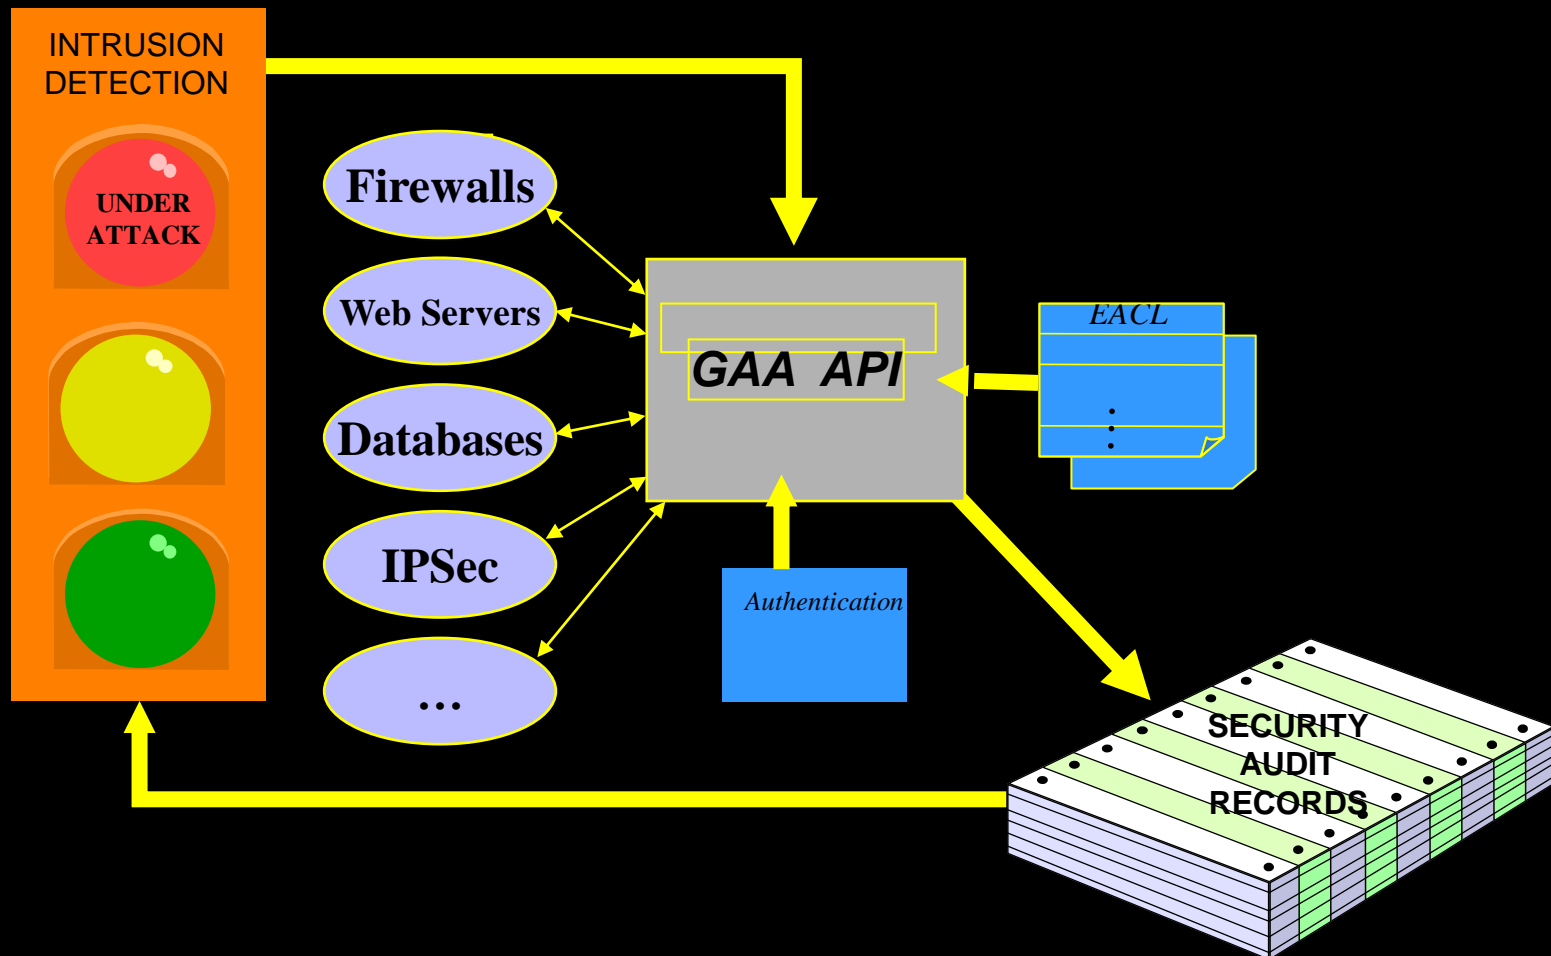 INTRUSION
DETECTION
UNDER
ATTACK
Firewalls
Web Servers
Databases
IPSec
...
GAA API
EACL
Authentication
SECURITY
AUDIT
RECORDS